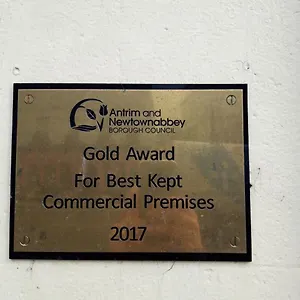 Antrim and
Newtownabbey
BOROUGH COUNCIL
Gold Award
For Best Kept
Commercial Premises
2017